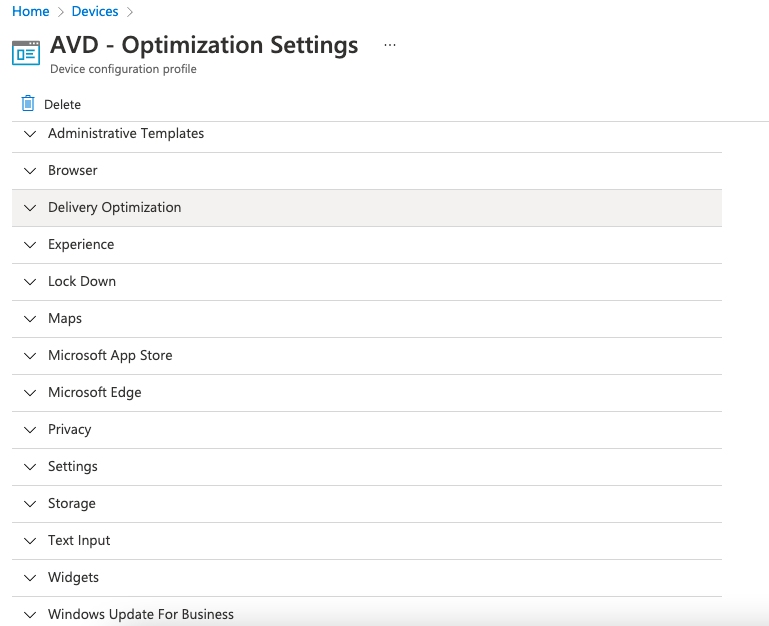 Home > Devices >
AVD - Optimization Settings ...
Device configuration profile
Delete
Administrative Templates
Browser
Delivery Optimization
Experience
Lock Down
Maps
Microsoft App Store
Microsoft Edge
Privacy
Settings
Storage
Text Input
Widgets
Windows Update For Business